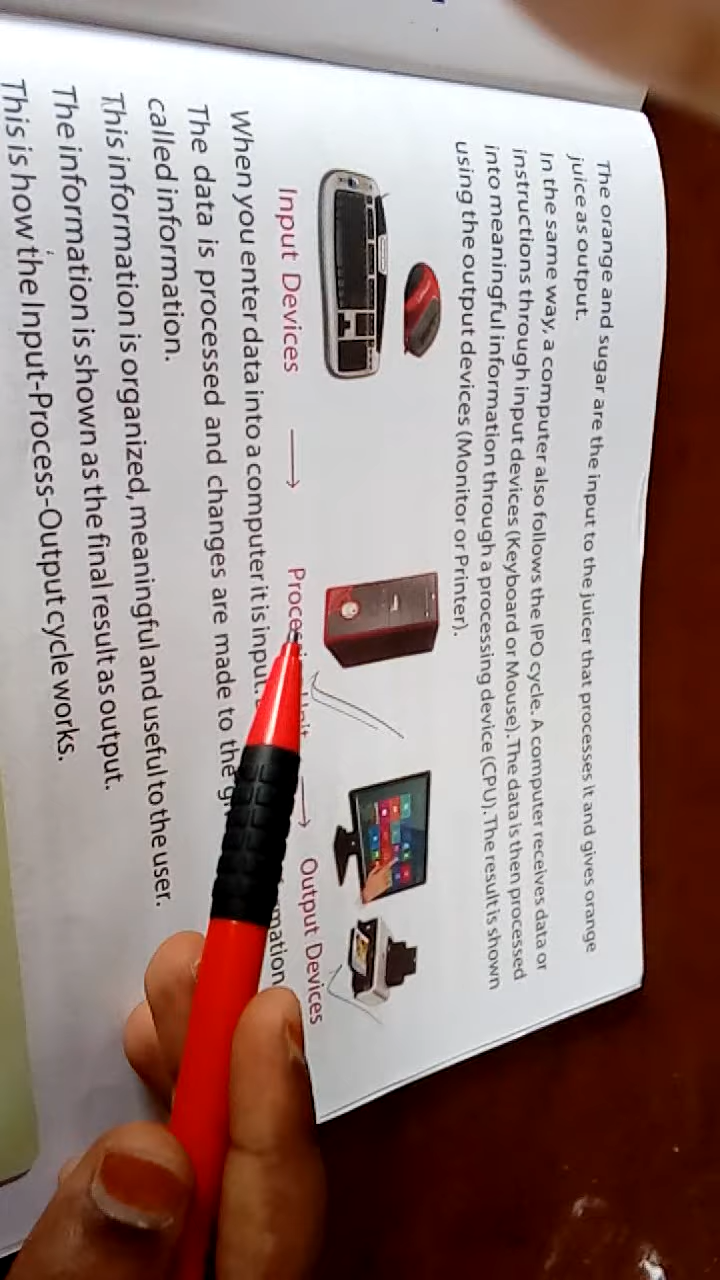 The orange and sugar are the input to the juicer that processes it and gives orange
juice as output.
In the same way, a computer also follows the IPO cycle. A computer receives data or
instructions through input devices (Keyboard or Mouse). The data is then processed
into meaningful information through a processing device (CPU). The result is shown
using the output devices (Monitor or Printer).
Input Devices → Unit → Output Devices
When you enter data into a computer it is input.
The data is processed and changes are made to the
called information.
This information is organized, meaningful and useful to the user.
The information is shown as the final result as output.
This is how the Input-Process-Output cycle works.